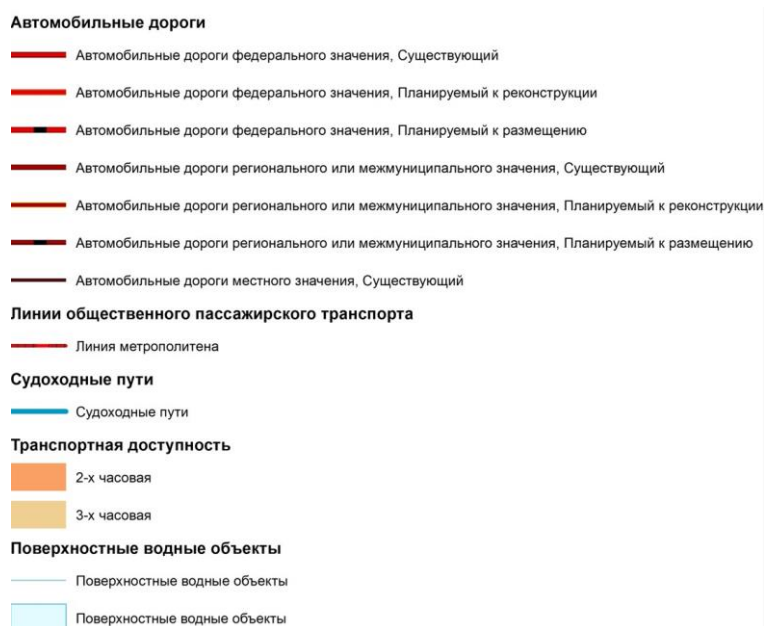 Автомобильные дороги
Автомобильные дороги федерального значения, Существующий
Автомобильные дороги федерального значения, Планируемый к реконструкции
Автомобильные дороги федерального значения, Планируемый к размещению
Автомобильные дороги регионального или межмуниципального значения, Существующий
Автомобильные дороги регионального или межмуниципального значения, Планируемый к реконструкции
Автомобильные дороги регионального или межмуниципального значения, Планируемый к размещению
Автомобильные дороги местного значения, Существующий
Линии общественного пассажирского транспорта
Линия метрополитена
Судоходные пути
Судоходные пути
Транспортная доступность
2-х часовая
3-х часовая
Поверхностные водные объекты
Поверхностные водные объекты
Поверхностные водные объекты